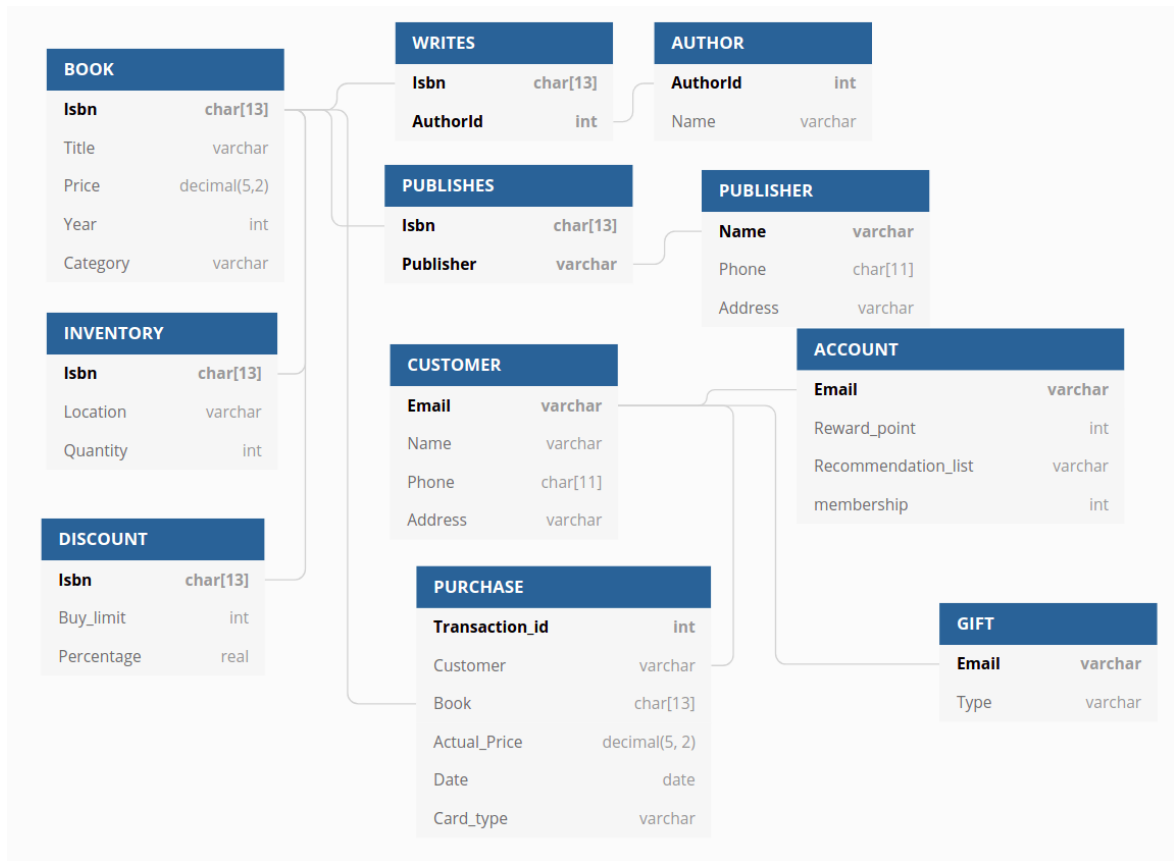 BOOK
Isbn char[13]
Title varchar
Price decimal(5,2)
Year int
Category varchar
WRITES
Isbn char[13]
AuthorId int
AUTHOR
AuthorId int
Name varchar
PUBLISHES
Isbn char[13]
Publisher varchar
PUBLISHER
Name varchar
Phone char[11]
Address varchar
INVENTORY
Isbn char[13]
Location varchar
Quantity int
CUSTOMER
Email varchar
Name varchar
Phone char[11]
Address varchar
ACCOUNT
Email varchar
Reward_point int
Recommendation_list varchar
membership int
DISCOUNT
Isbn char[13]
Buy_limit int
Percentage real
PURCHASE
Transaction_id int
Customer varchar
Book char[13]
Actual_Price decimal(5, 2)
Date date
Card_type varchar
GIFT
Email varchar
Type varchar